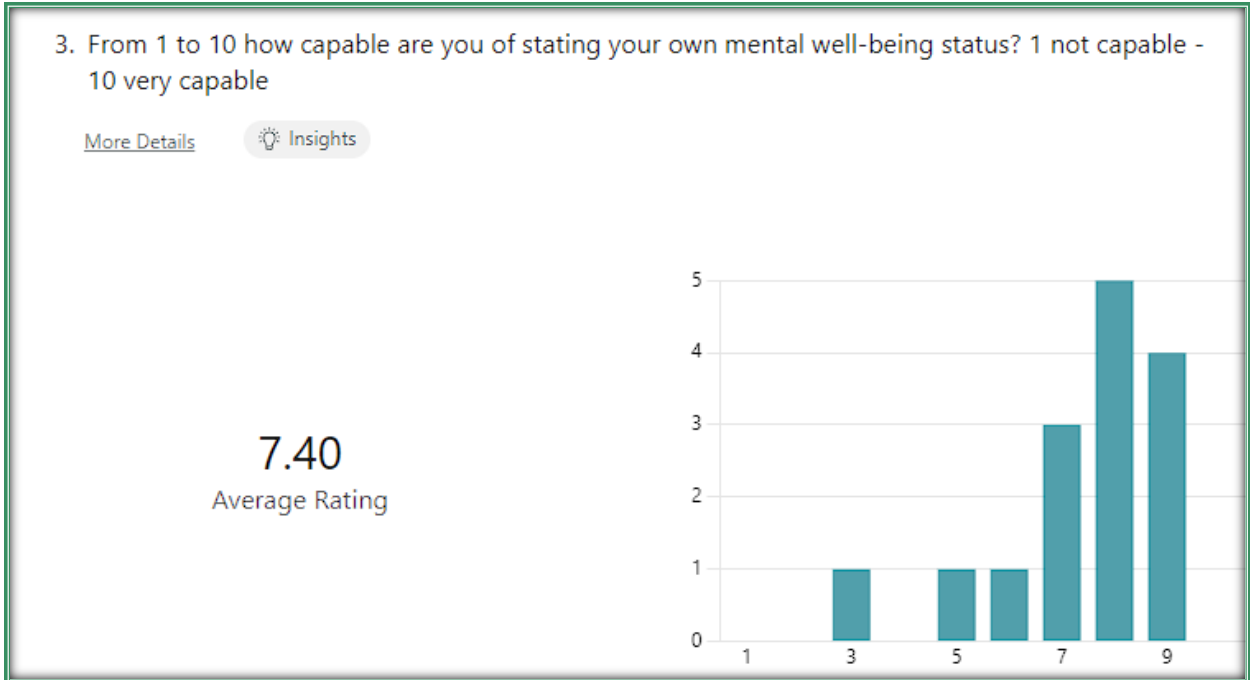 3. From 1 to 10 how capable are you of stating your own mental well-being status? 1 not capable -
10 very capable
More Details
Insights
7.40
Average Rating
5
4
3
2
1
0
1 3 5 7 9